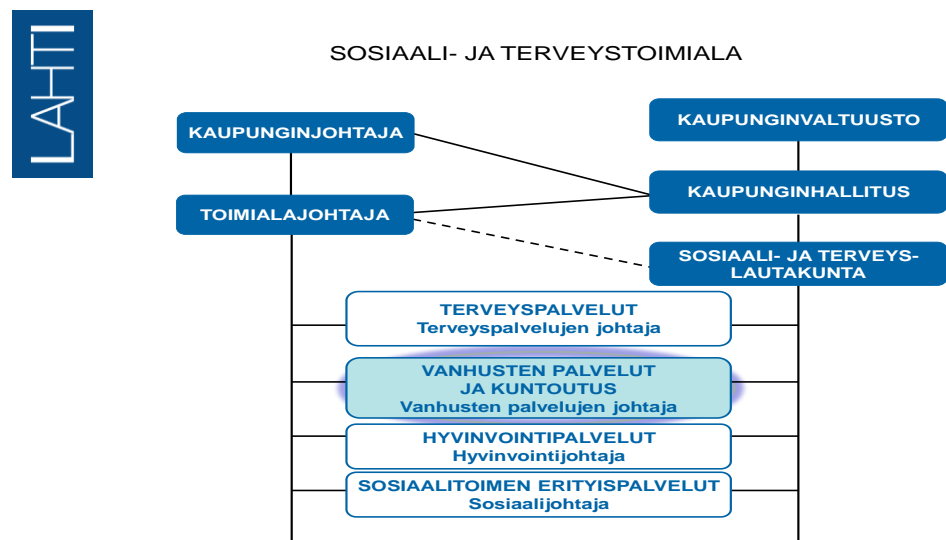 LAHTI
SOSIAALI- JA TERVEYSTOIMIALA
KAUPUNGINJOHTAJA
KAUPUNGINVALTUUSTO
TOIMIALAJOHTAJA
KAUPUNGINHALLITUS
SOSIAALI- JA TERVEYS-
LAUTAKUNTA
TERVEYSPALVELUT
Terveyspalvelujen johtaja
VANHUSTEN PALVELUT
JA KUNTOUTUS
Vanhusten palvelujen johtaja
HYVINVOINTIPALVELUT
Hyvinvointijohtaja
SOSIAALITOIMEN ERITYISPALVELUT
Sosiaalijohtaja